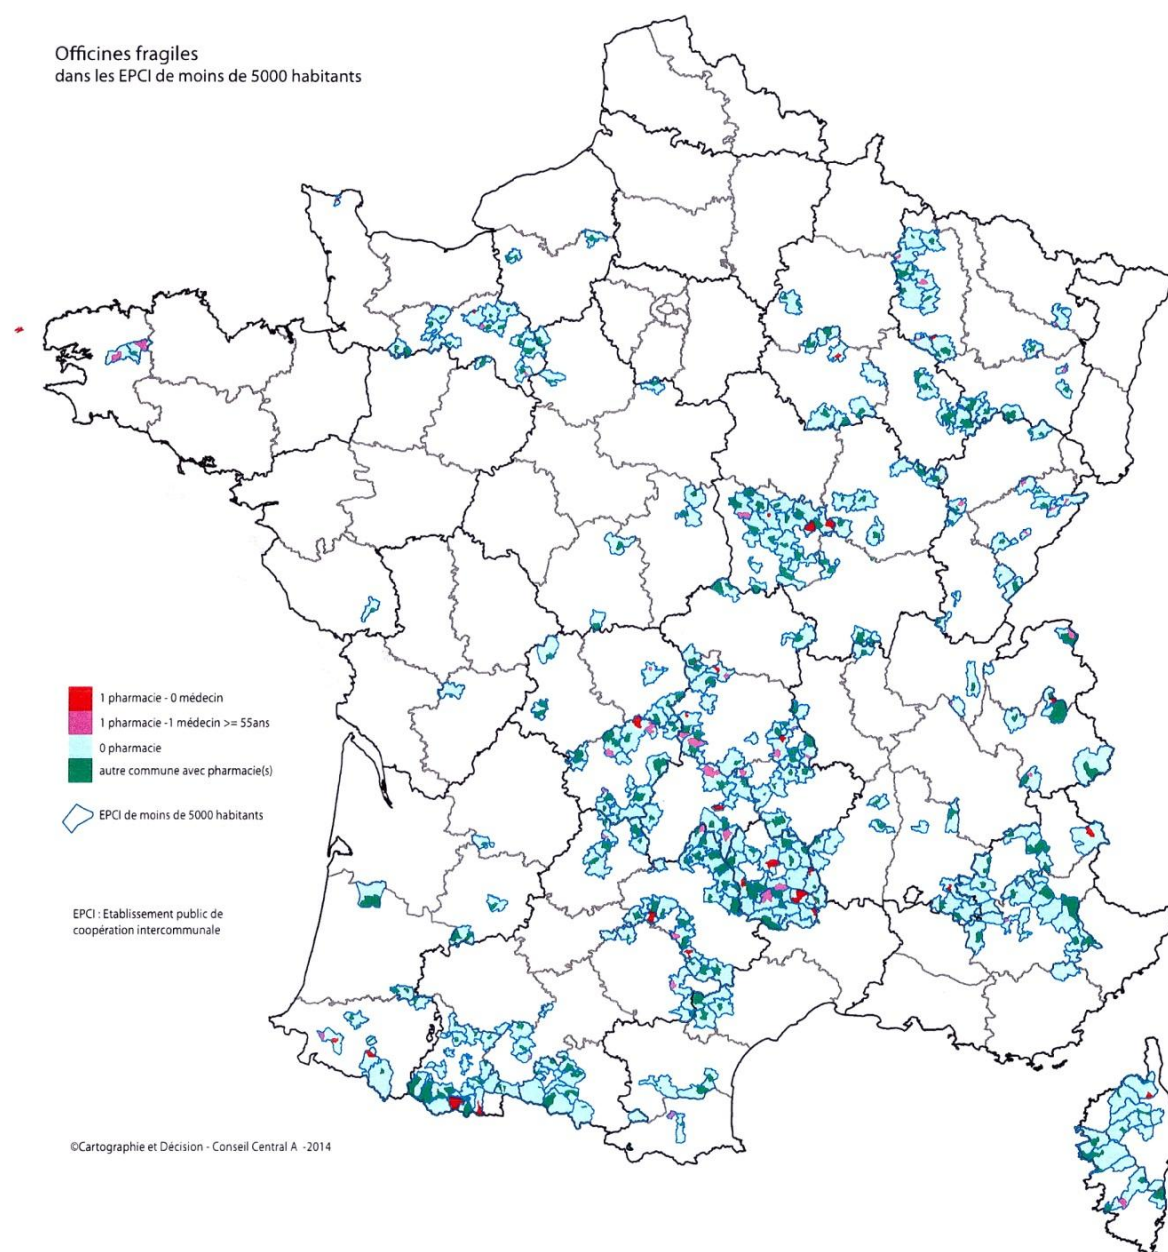 Officines fragiles
dans les EPCI de moins de 5000 habitants
1 pharmacie - 0 médecin
1 pharmacie -1 médecin >= 55ans
0 pharmacie
autre commune avec pharmacie(s)
EPCI de moins de 5000 habitants
EPCI : Etablissement public de
coopération intercommunale
©Cartographie et Décision - Conseil Central A -2014